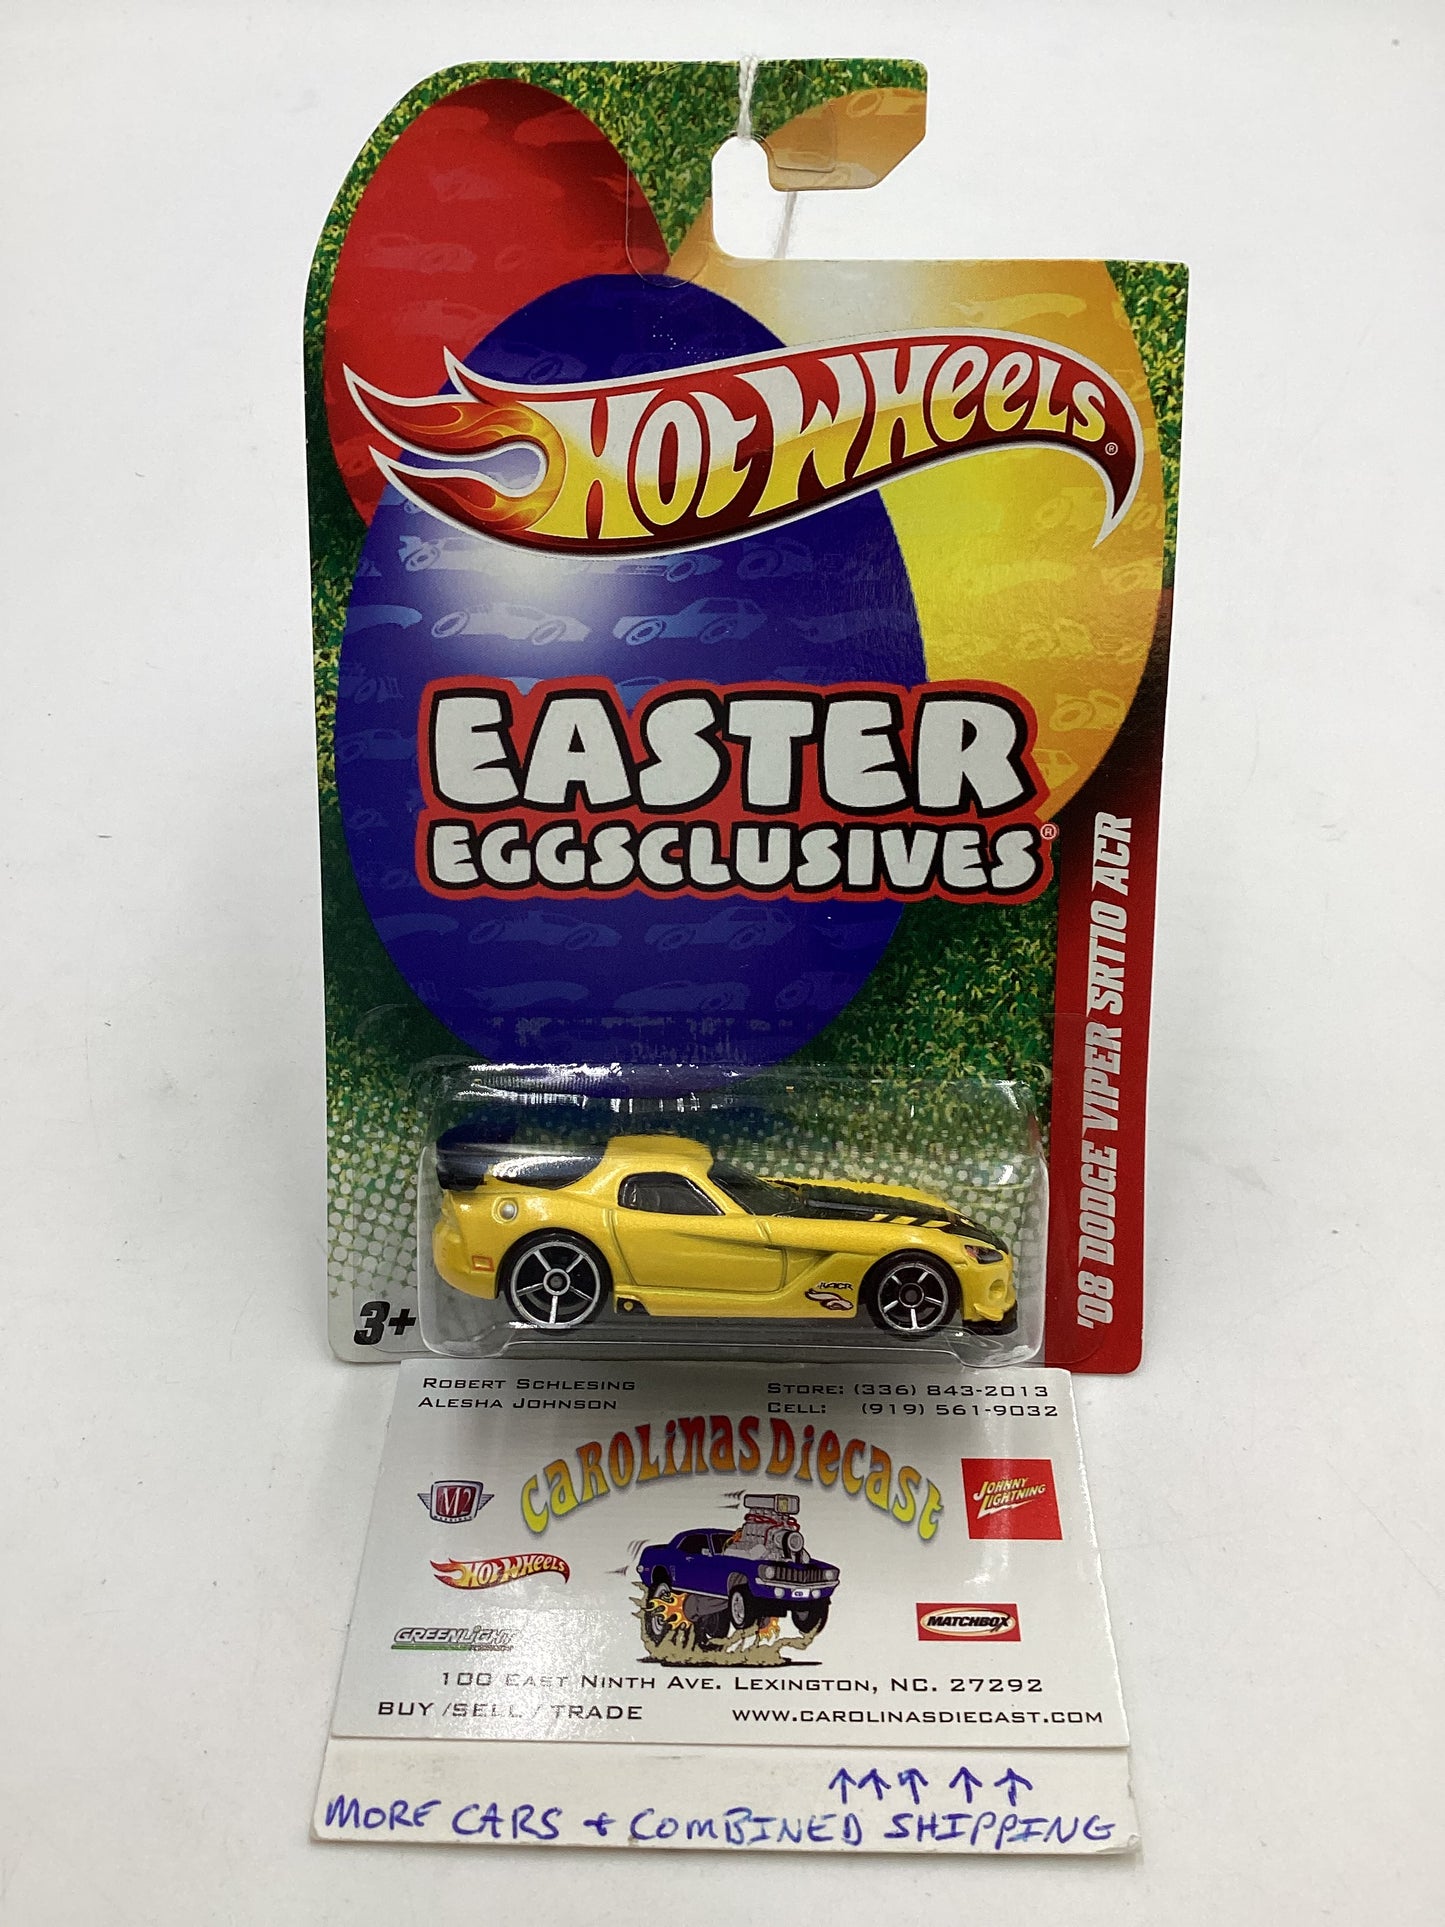 HOT WHEELS®
EASTER
EGGSCLUSIVES®
'08 DODGE VIPER SRT10 ACR
3+
ROBERT SCHLESING
ALESHA JOHNSON
STORE: (336) 843-2013
CELL: (919) 561-9032
CAROLINAS DIECAST
M2
JOHNNY
LIGHTNING
HOT WHEELS
GREENLIGHT
MATCHBOX
100 EAST NINTH AVE. LEXINGTON, NC. 27292
BUY /SELL / TRADE
WWW.CAROLINASDIECAST.COM
MORE CARS + COMBINED SHIPPING